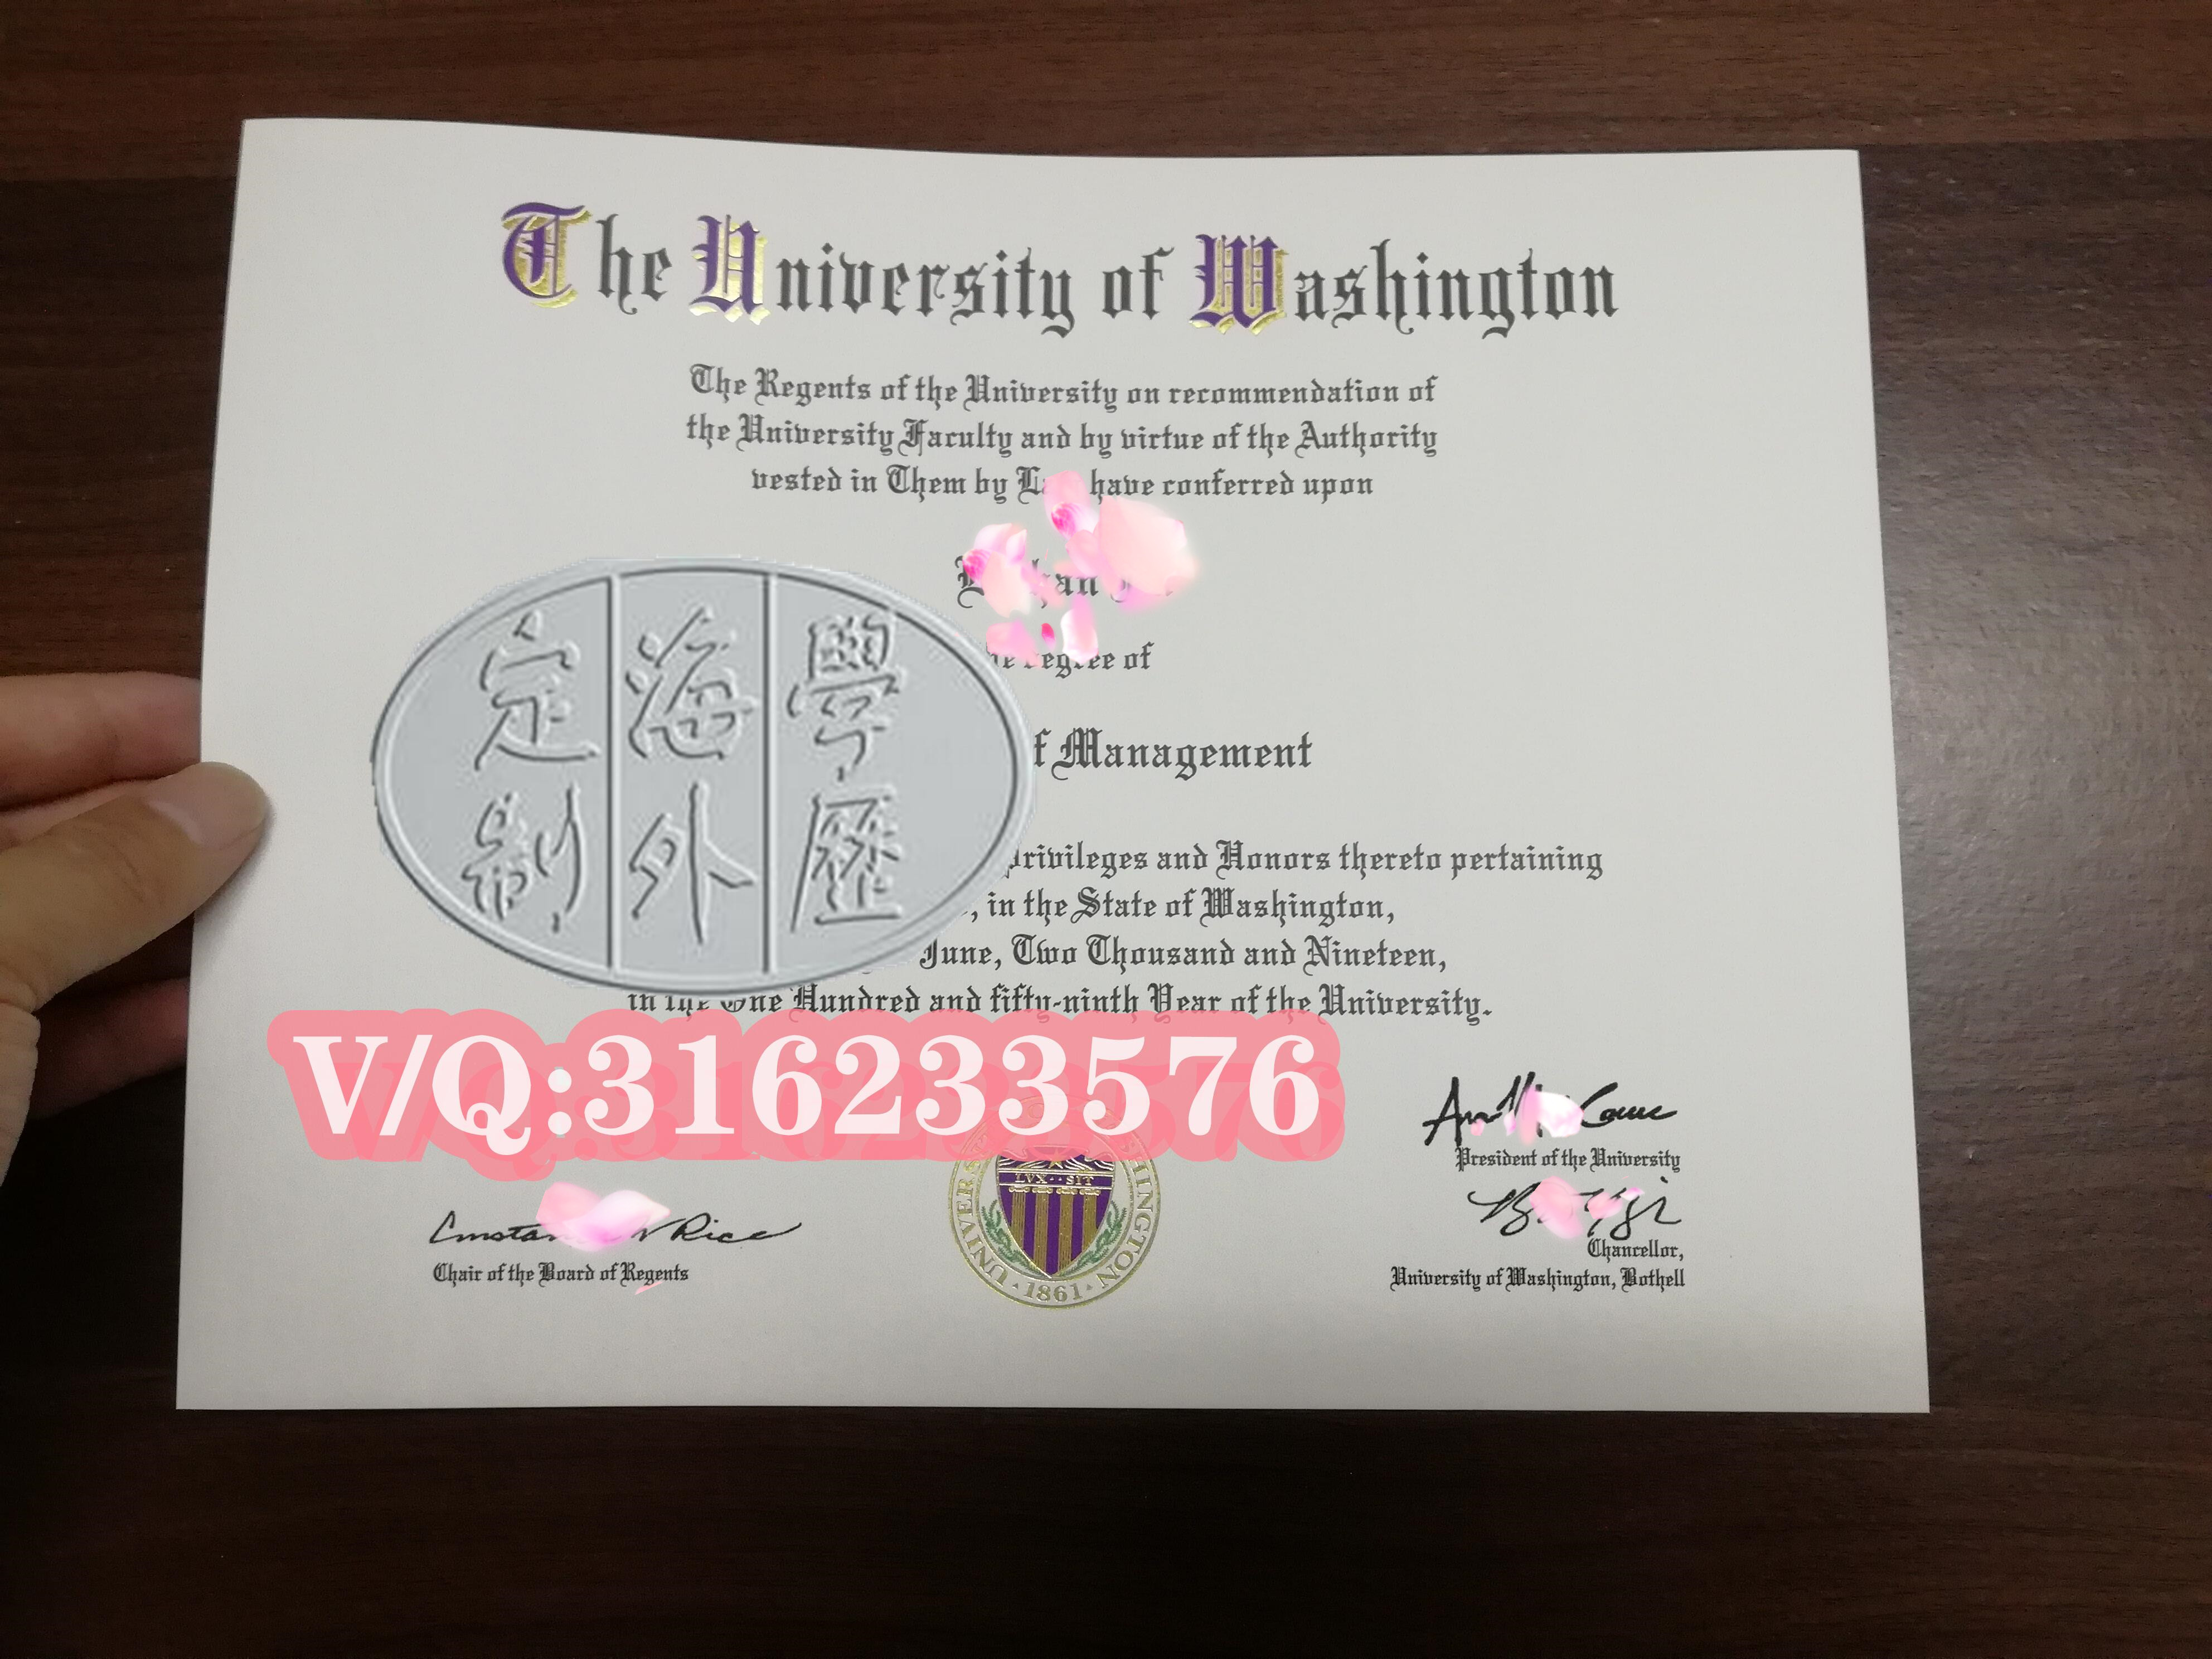 The University of Washington
The Regents of the University on recommendation of
the University Faculty and by virtue of the Authority
vested in Them by have conferred upon
學歷
海外
定制
of
Management
Privileges and Honors thereto pertaining
, in the State of Washington,
June, Two Thousand and Nineteen,
in the One Hundred and fifty-ninth Year of the University.
V/Q:316233576
President of the University
Rice
Chair of the Board of Regents
LVX SIT
1861
Chancellor,
University of Washington, Bothell